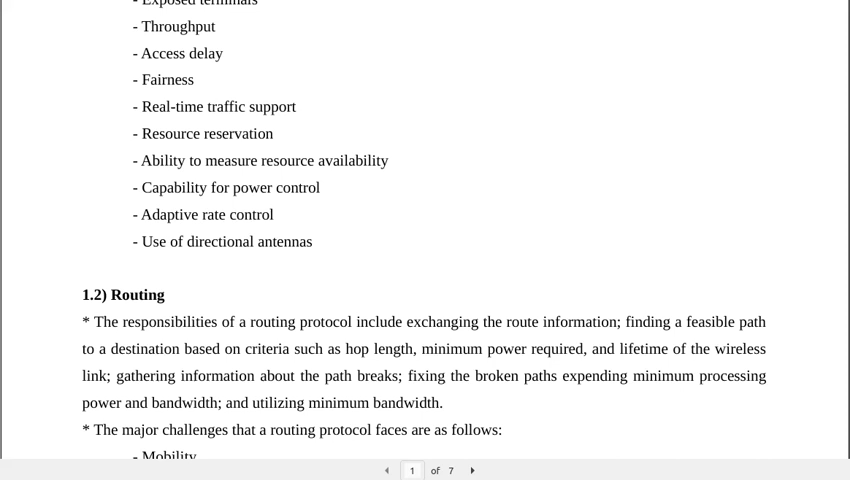 - Exposed terminals
- Throughput
- Access delay
- Fairness
- Real-time traffic support
- Resource reservation
- Ability to measure resource availability
- Capability for power control
- Adaptive rate control
- Use of directional antennas
1.2) Routing
* The responsibilities of a routing protocol include exchanging the route information; finding a feasible path
to a destination based on criteria such as hop length, minimum power required, and lifetime of the wireless
link; gathering information about the path breaks; fixing the broken paths expending minimum processing
power and bandwidth; and utilizing minimum bandwidth.
* The major challenges that a routing protocol faces are as follows:
- Mobility
1 of 7